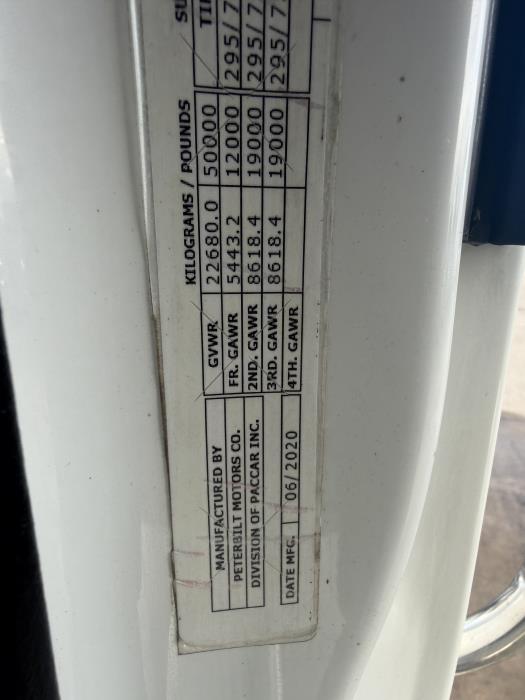 MANUFACTURED BY
PETERBILT MOTORS CO.
DIVISION OF PACCAR INC.
DATE MFG. 06/2020
KILOGRAMS / POUNDS
GVWR 22680.0 50000
FR. GAWR 5443.2 12000 295/7
2ND. GAWR 8618.4 19000 295/7
3RD. GAWR 8618.4 19000 295/7
4TH. GAWR
SU
TI